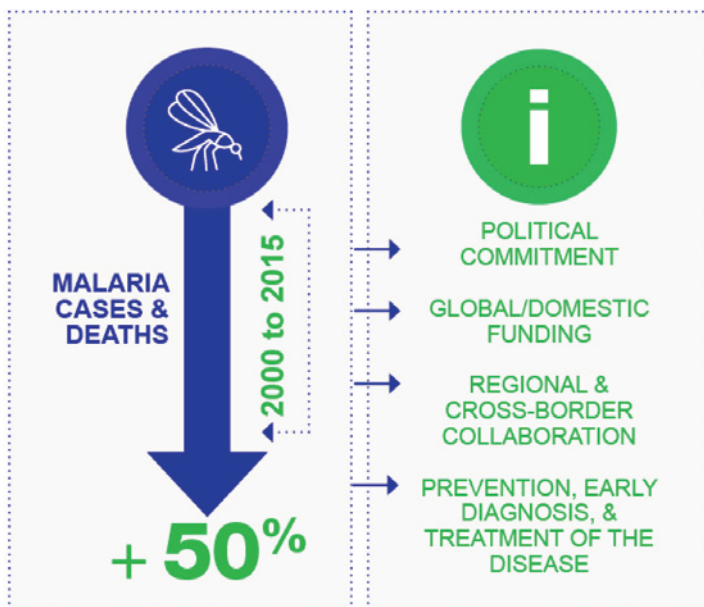 MALARIA
CASES &
DEATHS
2000 to 2015
+ 50%
i
POLITICAL
COMMITMENT
GLOBAL/DOMESTIC
FUNDING
REGIONAL &
CROSS-BORDER
COLLABORATION
PREVENTION, EARLY
DIAGNOSIS, &
TREATMENT OF THE
DISEASE